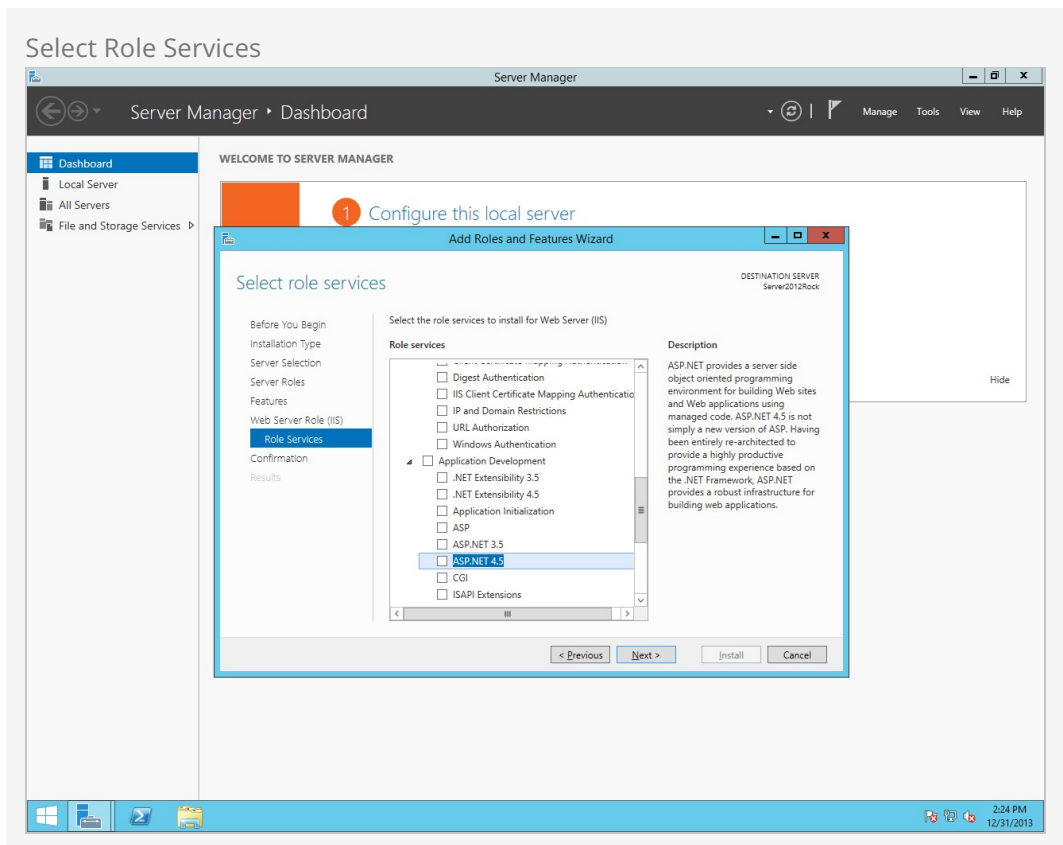 Select Role Services
Server Manager
Server Manager ‣ Dashboard
Manage Tools View Help
Dashboard
Local Server
All Servers
File and Storage Services
WELCOME TO SERVER MANAGER
1 Configure this local server
Add Roles and Features Wizard
Select role services
DESTINATION SERVER
Server2012Rock
Before You Begin
Installation Type
Server Selection
Server Roles
Features
Web Server Role (IIS)
Role Services
Confirmation
Results
Select the role services to install for Web Server (IIS)
Role services
Client Certificate Mapping Authentication
Digest Authentication
IIS Client Certificate Mapping Authenticatio
IP and Domain Restrictions
URL Authorization
Windows Authentication
Application Development
.NET Extensibility 3.5
.NET Extensibility 4.5
Application Initialization
ASP
ASP.NET 3.5
ASP.NET 4.5
CGI
ISAPI Extensions
Description
ASP.NET provides a server side
object oriented programming
environment for building Web sites
and Web applications using
managed code. ASP.NET 4.5 is not
simply a new version of ASP. Having
been entirely re-architected to
provide a highly productive
programming experience based on
the .NET Framework, ASP.NET
provides a robust infrastructure for
building web applications.
Hide
< Previous Next > Install Cancel
2:24 PM
12/31/2013